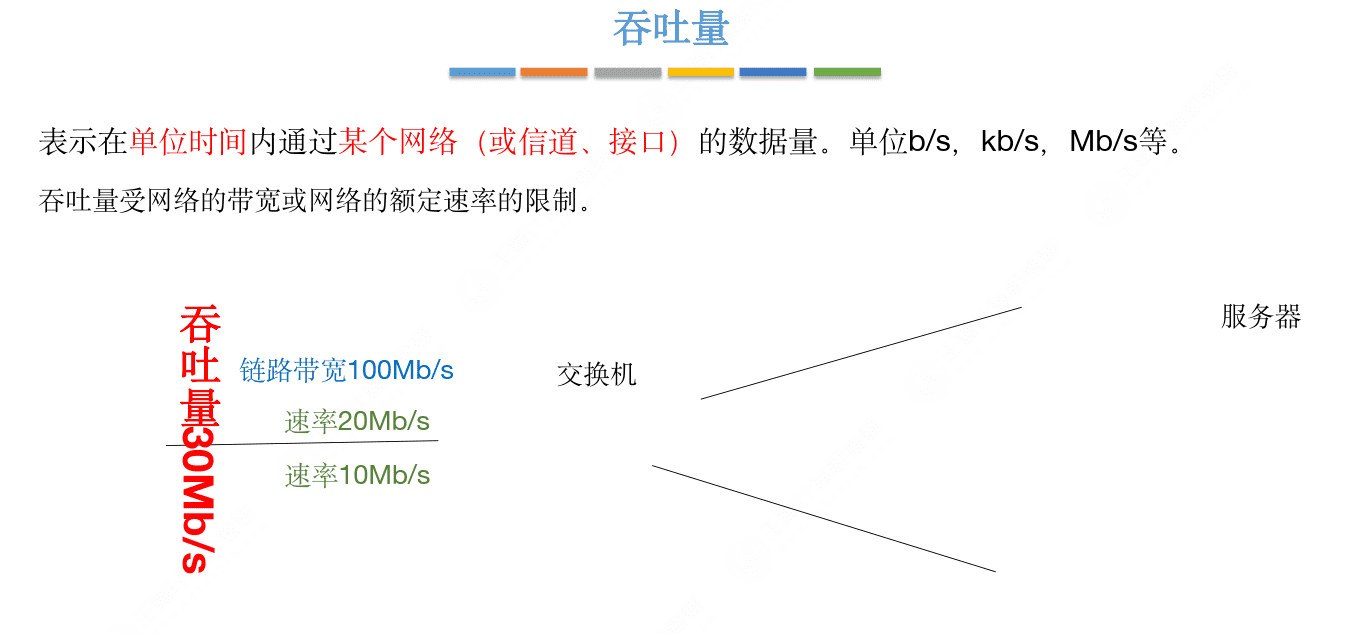 吞吐量
表示在单位时间内通过某个网络（或信道、接口）的数据量。单位b/s，kb/s，Mb/s等。
吞吐量受网络的带宽或网络的额定速率的限制。
吞吐量30Mb/s
链路带宽100Mb/s
速率20Mb/s
速率10Mb/s
交换机
服务器